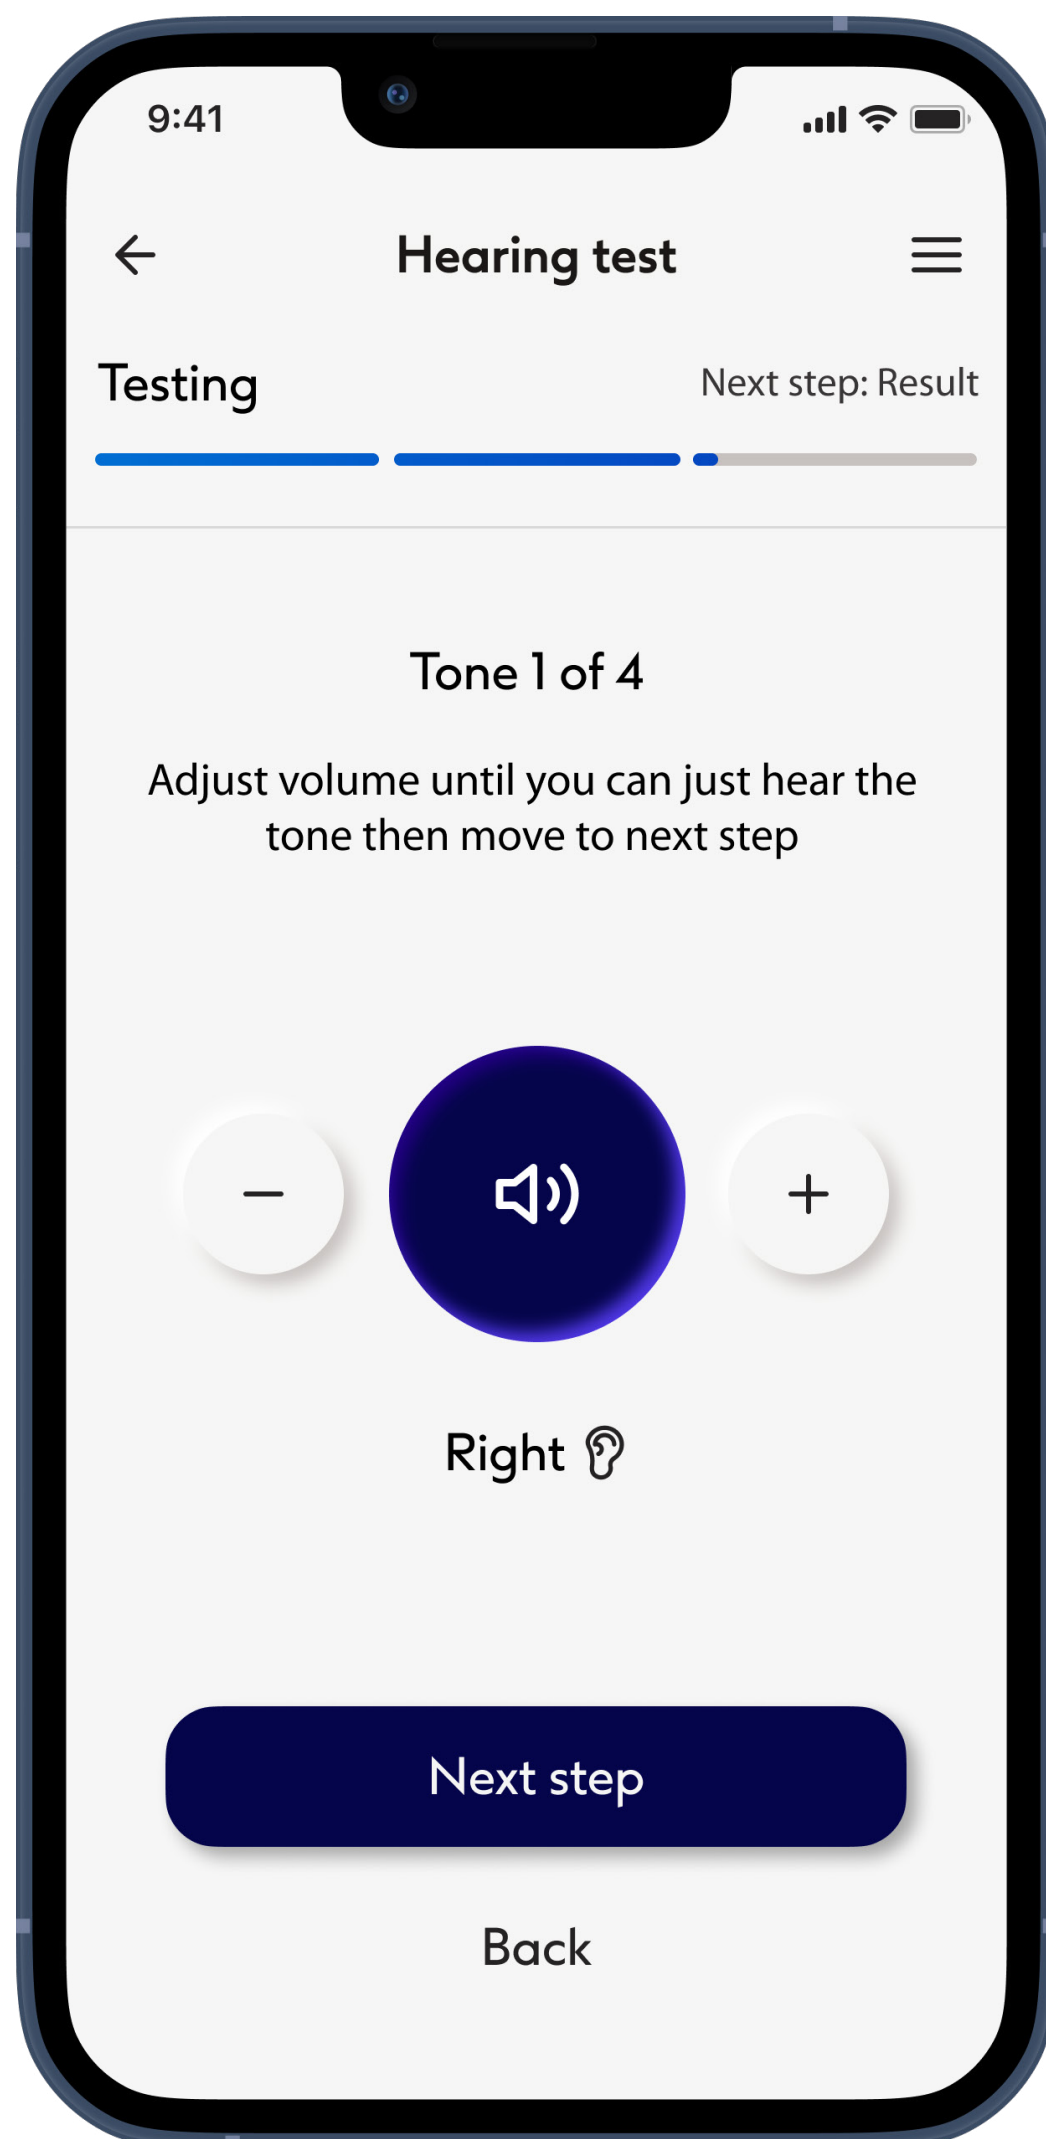 9:41
Hearing test
Testing
Next step: Result
Tone 1 of 4
Adjust volume until you can just hear the
tone then move to next step
Right
Next step
Back